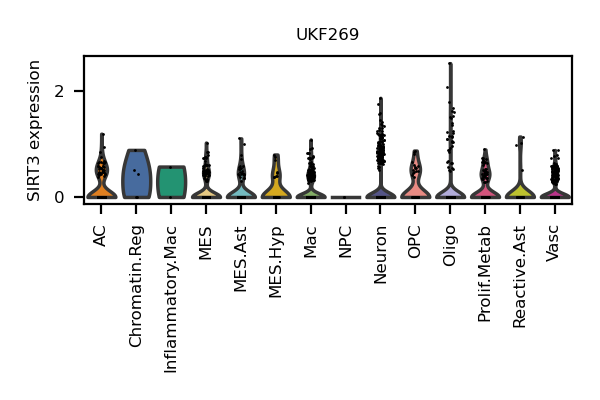 UKF269
SIRT3 expression
2
0
AC
Chromatin.Reg
Inflammatory.Mac
MES
MES.Ast
MES.Hyp
Mac
NPC
Neuron
OPC
Oligo
Prolif.Metab
Reactive.Ast
Vasc